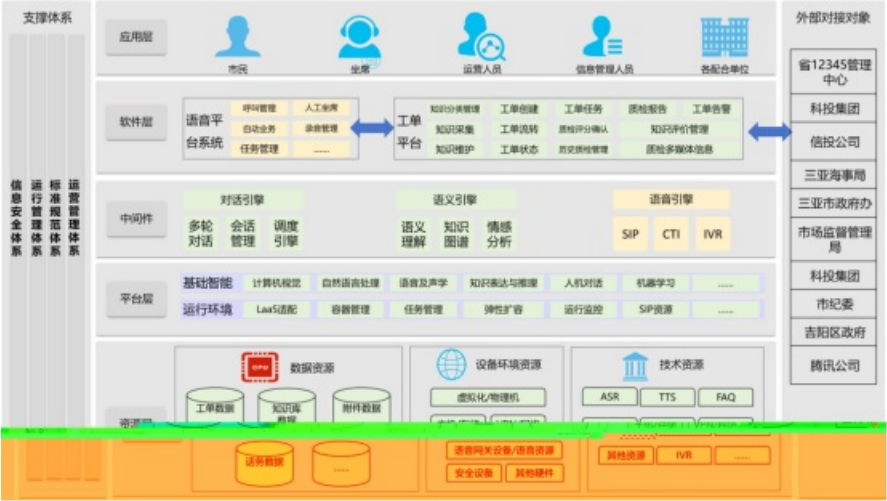 支撑体系
外部对接对象
信息安全体系
运行管理体系
标准规范体系
运营管理体系
应用层
市民
坐席
运营人员
信息管理人员
各配合单位
软件层
语音平台系统
呼叫管理
人工坐席
自动业务
录音管理
任务管理
......
工单平台
知识分类管理
工单创建
工单任务
质检报告
工单告警
知识采集
工单流转
质检评分确认
知识评价管理
知识维护
工单状态
历史质检管理
质检多媒体信息
中间件
对话引擎
多轮对话
会话管理
调度引擎
语义引擎
语义理解
知识图谱
情感分析
语音引擎
SIP
CTI
IVR
平台层
基础智能
计算机视觉
自然语言处理
语音及声学
知识表达与推理
人机对话
机器学习
......
运行环境
LaaS适配
容器管理
任务管理
弹性扩容
运行监控
SIP资源
......
数据资源
CPU
工单数据
知识库
附件数据
话务数据
......
设备环境资源
虚拟化/物理机
语音网关设备/语音资源
安全设备
其他硬件
技术资源
ASR
TTS
FAQ
其他资源
IVR
......
省12345管理中心
科投集团
信投公司
三亚海事局
三亚市政府办
市场监督管理局
科投集团
市纪委
吉阳区政府
腾讯公司